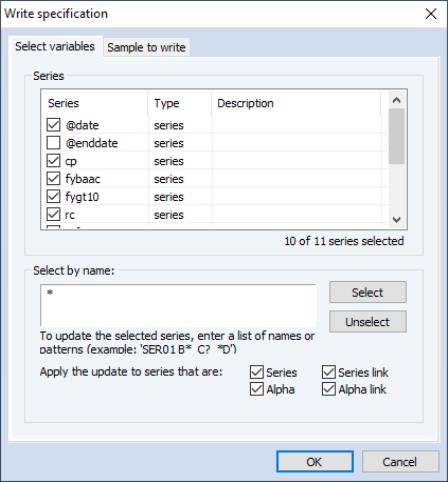 Write specification
Select variables Sample to write
Series
Series Type Description
@date series
@enddate series
cp series
fybaac series
fygt10 series
rc series
10 of 11 series selected
Select by name:
*
Select
Unselect
To update the selected series, enter a list of names or
patterns (example: 'SER01 B* C? *D')
Apply the update to series that are:
Series Series link
Alpha Alpha link
OK Cancel